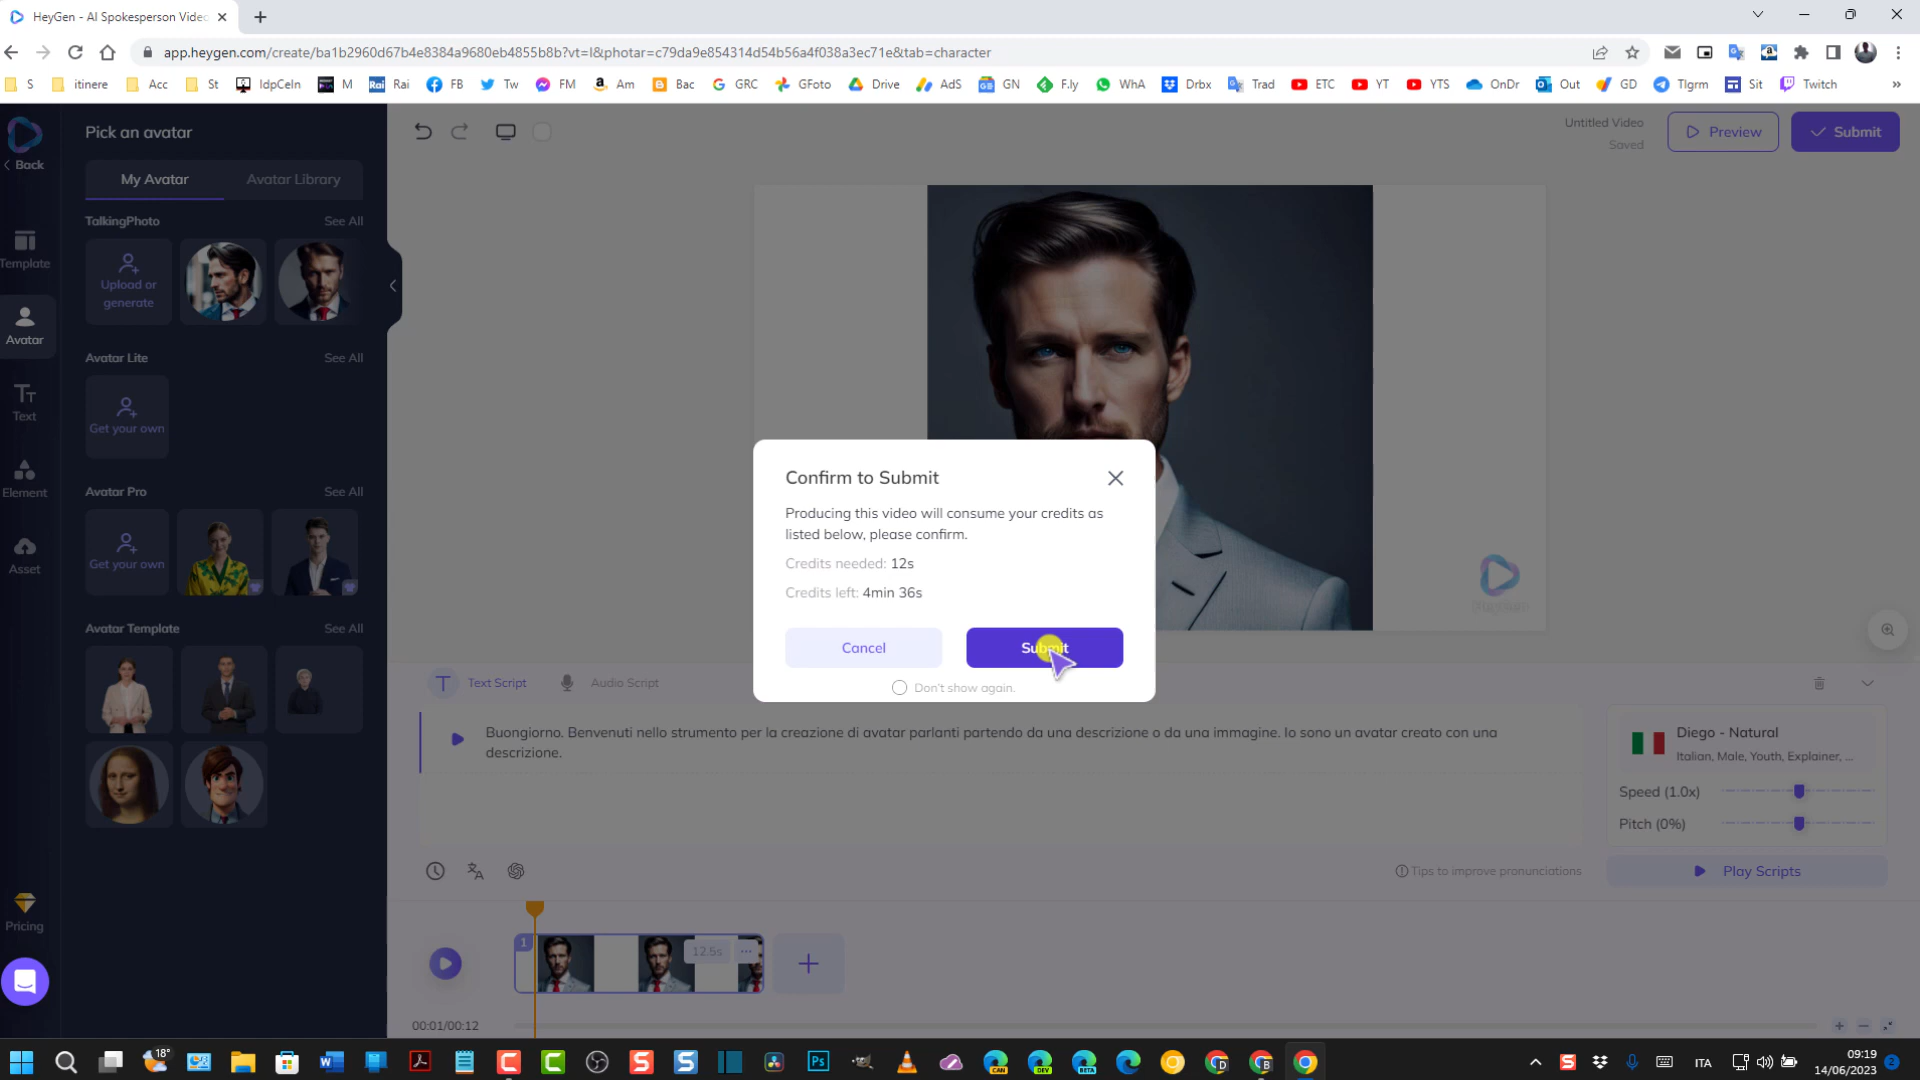 HeyGen - AI Spokesperson Video
app.heygen.com/create/ba1b2960d67b4e8384a9680eb4855b8b?vt=l&photar=c79da9e854314d54b56a4f038a3ec71e&tab=character
S itinere Acc St IdpCeIn M Rai FB Tw FM Am Bac GRC GFoto Drive AdS GN F.ly WhA Drbx Trad ETC YT YTS OnDr Out GD Tlgrm Sit Twitch »
Back
Pick an avatar
My Avatar Avatar Library
TalkingPhoto See All
Upload or
generate
Avatar Lite See All
Get your own
Avatar Pro See All
Get your own
Avatar Template See All
Template
Avatar
Text
Element
Asset
Pricing
Untitled Video
Saved
Preview
Submit
Confirm to Submit
Producing this video will consume your credits as
listed below, please confirm.
Credits needed: 12s
Credits left: 4min 36s
Cancel Submit
Don't show again.
Text Script Audio Script
Buongiorno. Benvenuti nello strumento per la creazione di avatar parlanti partendo da una descrizione o da una immagine. Io sono un avatar creato con una
descrizione.
Diego - Natural
Italian, Male, Youth, Explainer, ...
Speed (1.0x)
Pitch (0%)
Tips to improve pronunciations
Play Scripts
1 12.5s ...
00:01/00:12
18°
CAN DEV BETA
ITA
09:19
14/06/2023
2